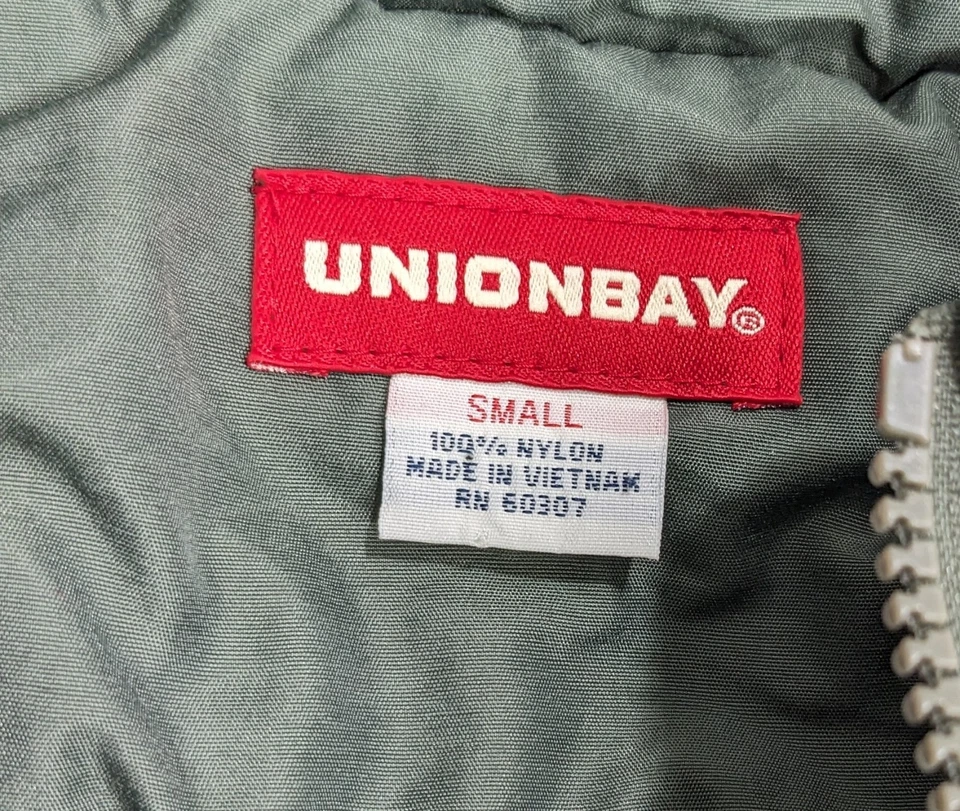 UNIONBAY®
SMALL
100% NYLON
MADE IN VIETNAM
RN 60307